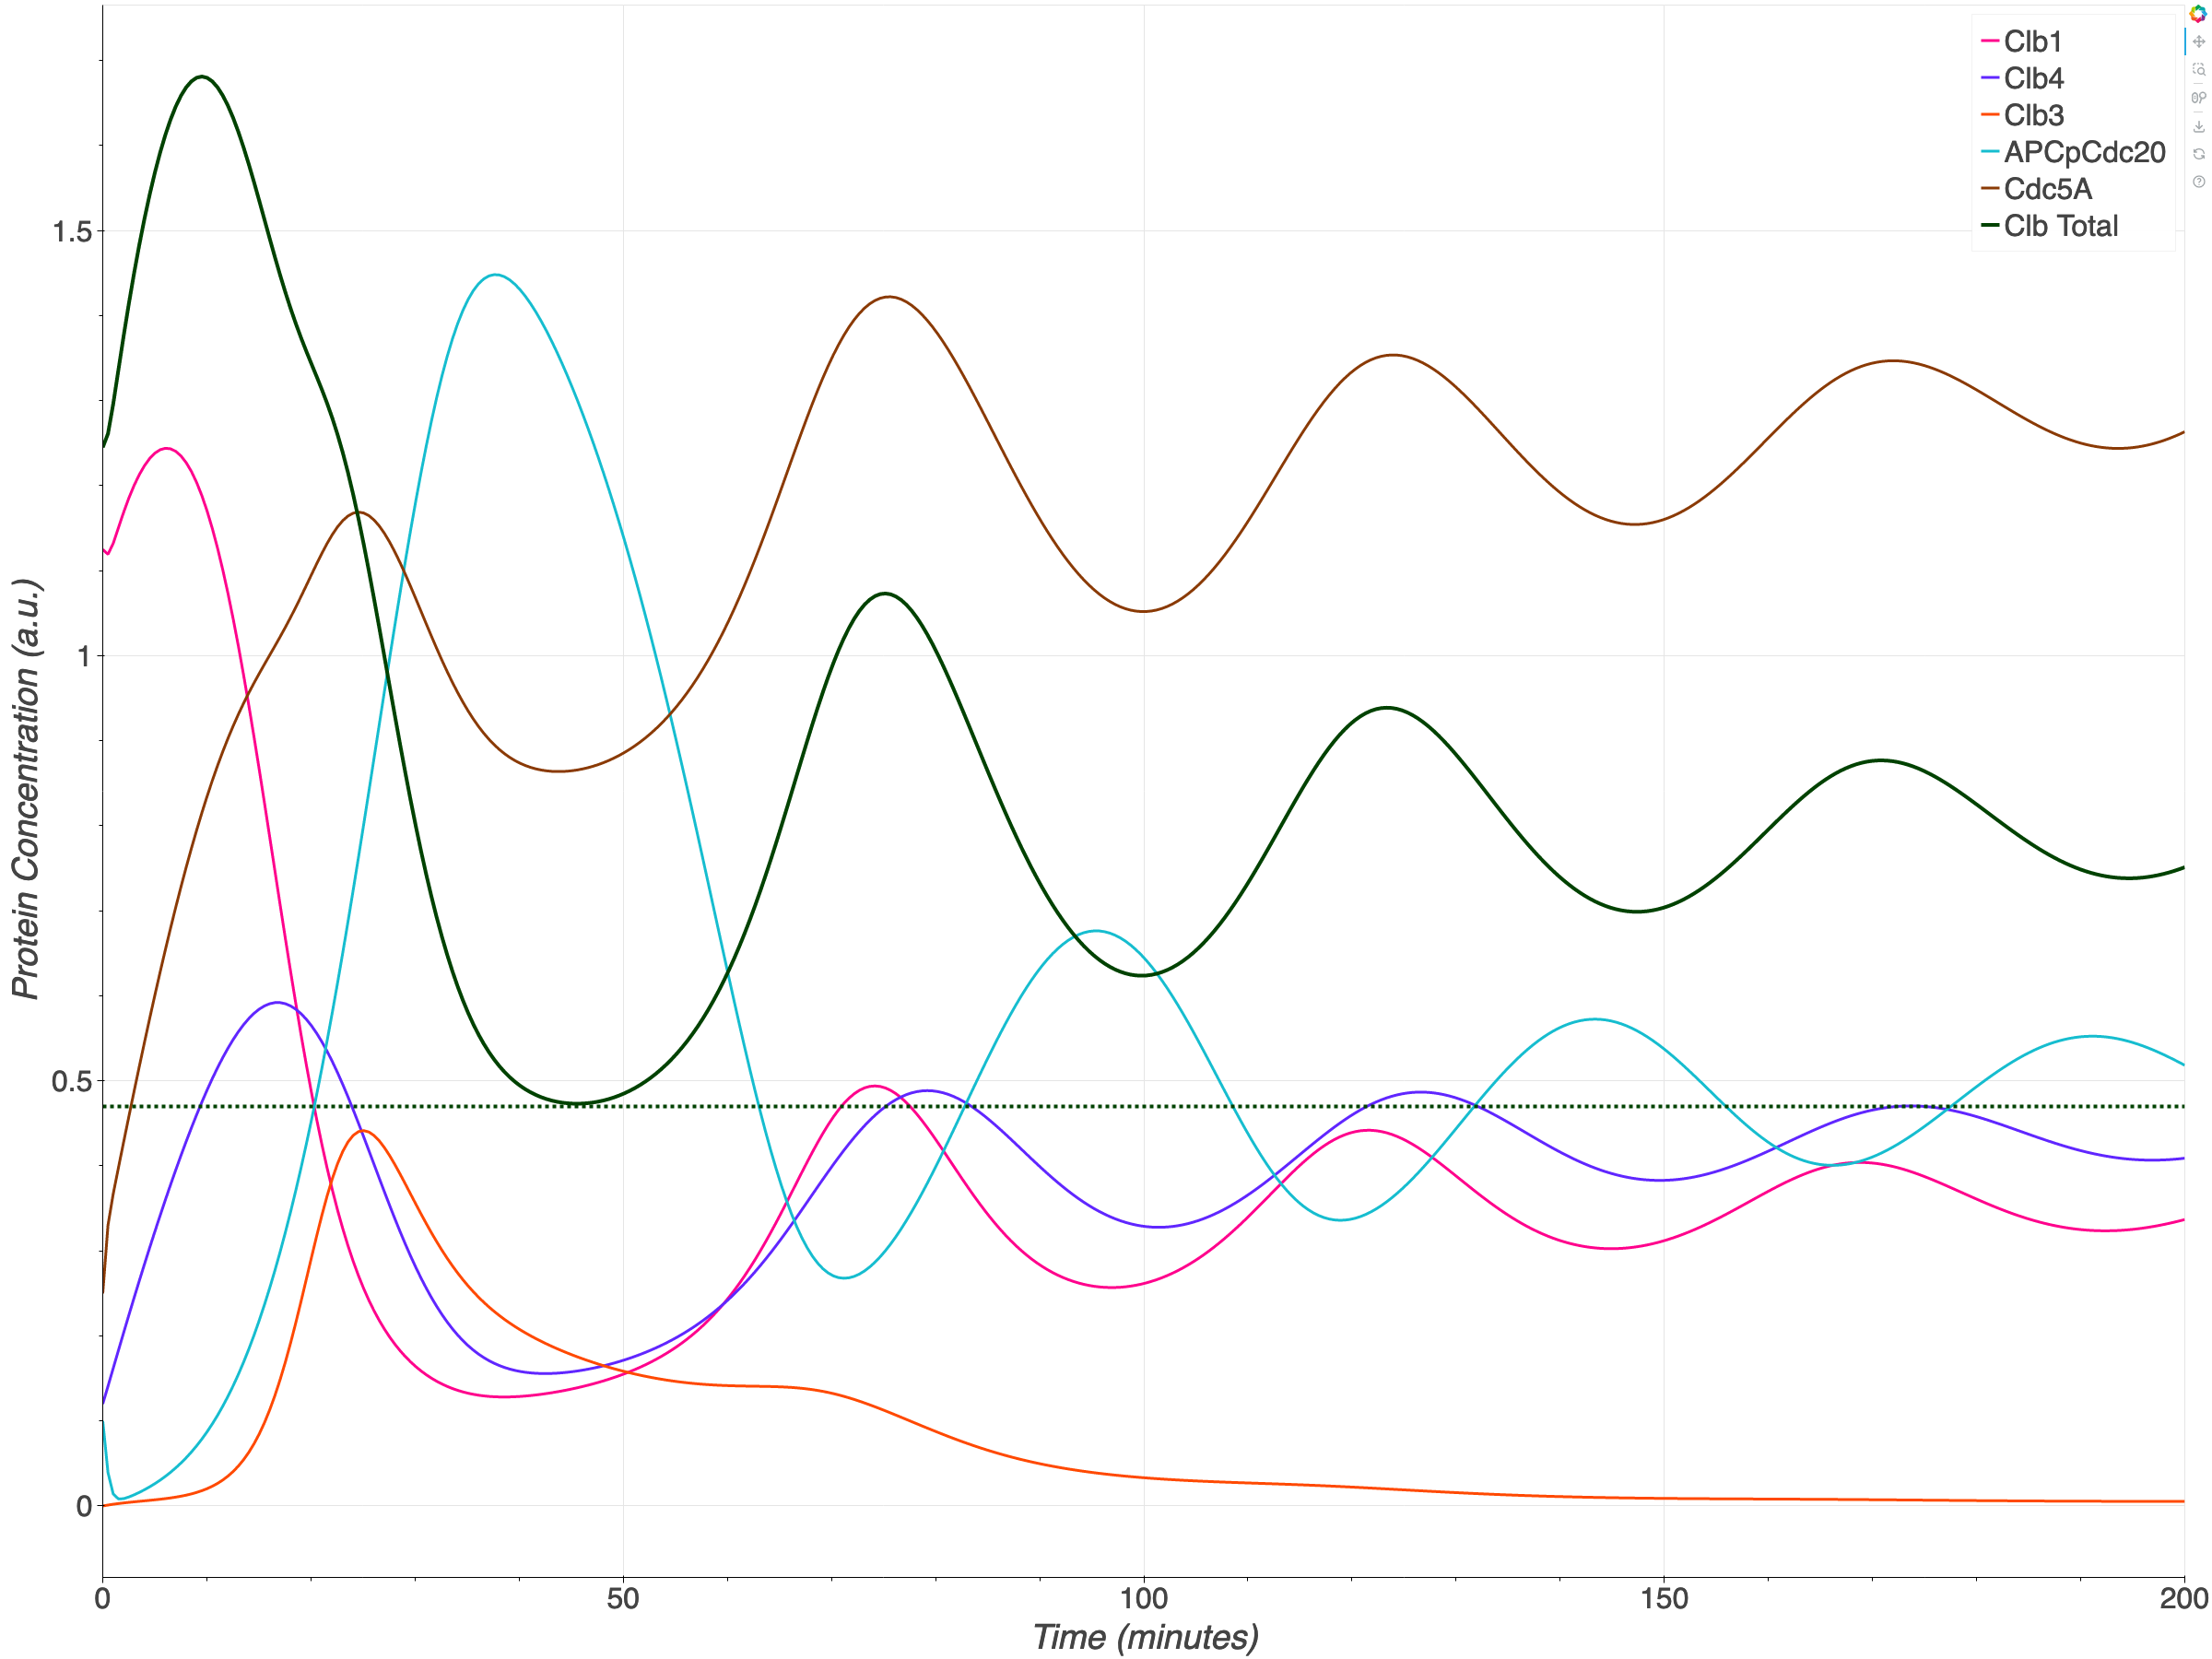 Clb1
Clb4
Clb3
APCpCdc20
Cdc5A
Clb Total
Protein Concentration (a.u.)
1.5
1
0.5
0
0 50 100 150 200
Time (minutes)